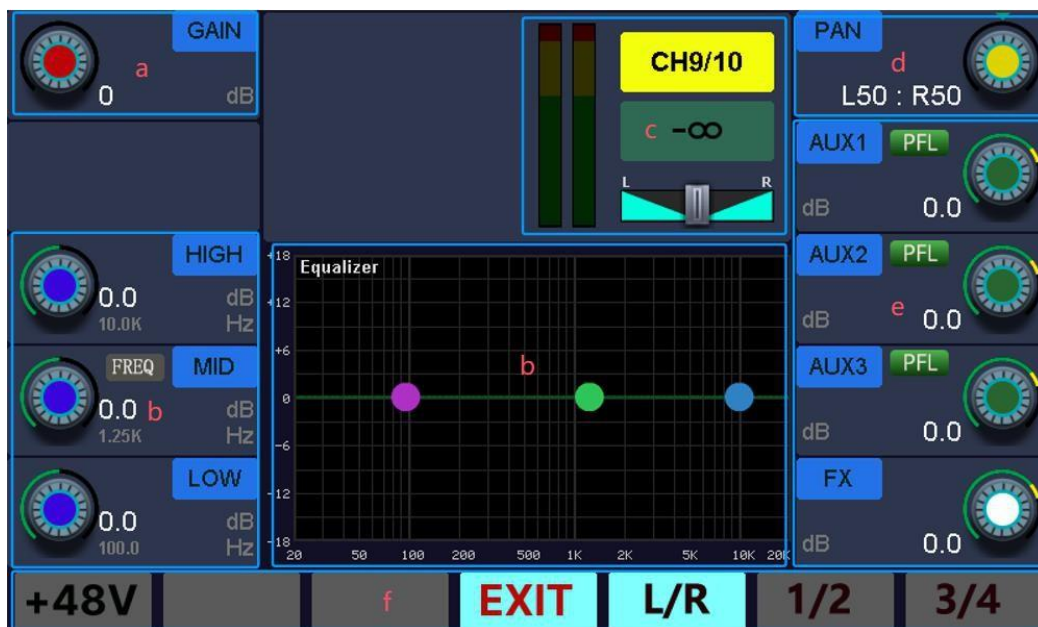 GAIN
a
0 dB
HIGH
0.0 dB
10.0K Hz
FREQ MID
0.0 b dB
1.25K Hz
LOW
0.0 dB
100.0 Hz
CH9/10
c -∞
L R
Equalizer
+18
+12
+6
0
-6
-12
-18
b
20 50 100 200 500 1K 2K 5K 10K 20K
PAN
d
L50 : R50
AUX1 PFL
dB 0.0
AUX2 PFL
e
dB 0.0
AUX3 PFL
dB 0.0
FX
dB 0.0
+48V f EXIT L/R 1/2 3/4